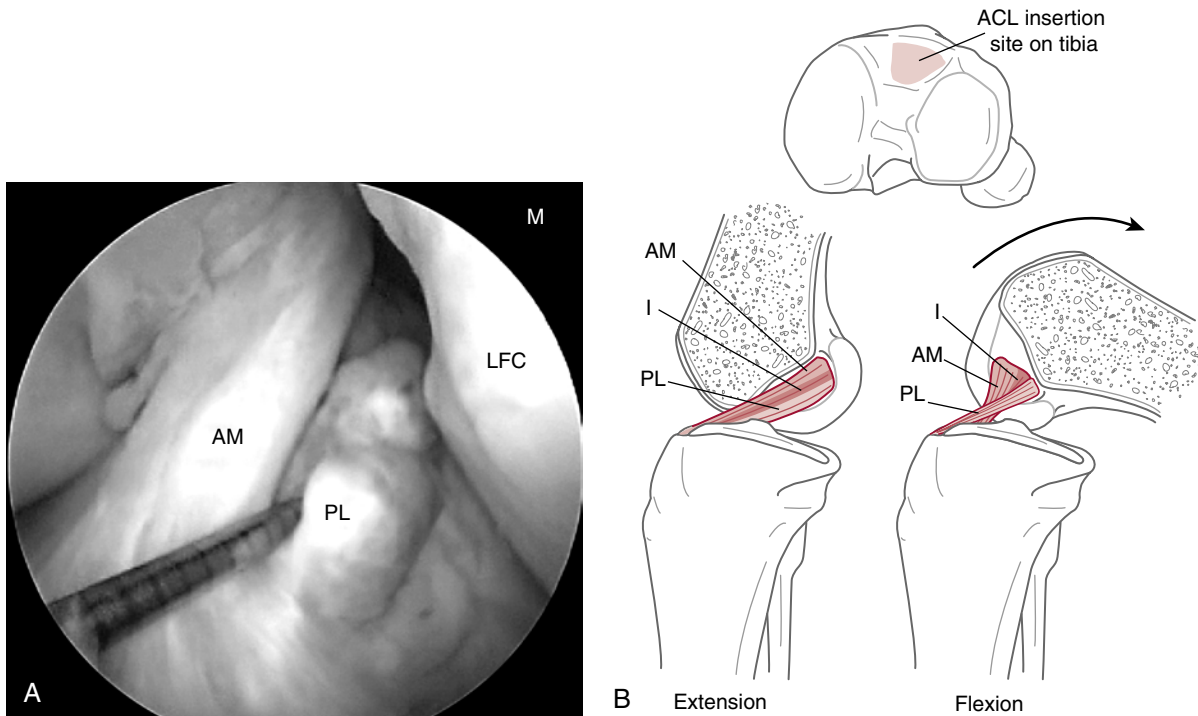 M
LFC
AM
PL
A
ACL insertion
site on tibia
AM
I
PL
I
AM
PL
B
Extension
Flexion